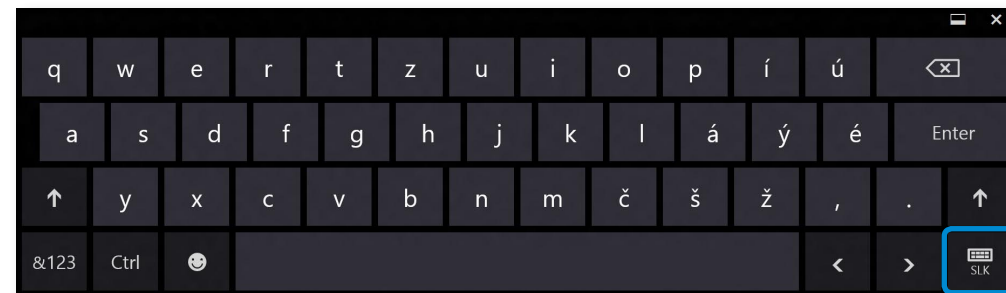 q w e r t z u i o p í ú
a s d f g h j k l á ý é Enter
y x c v b n m č š ž , .
&123 Ctrl < > SLK